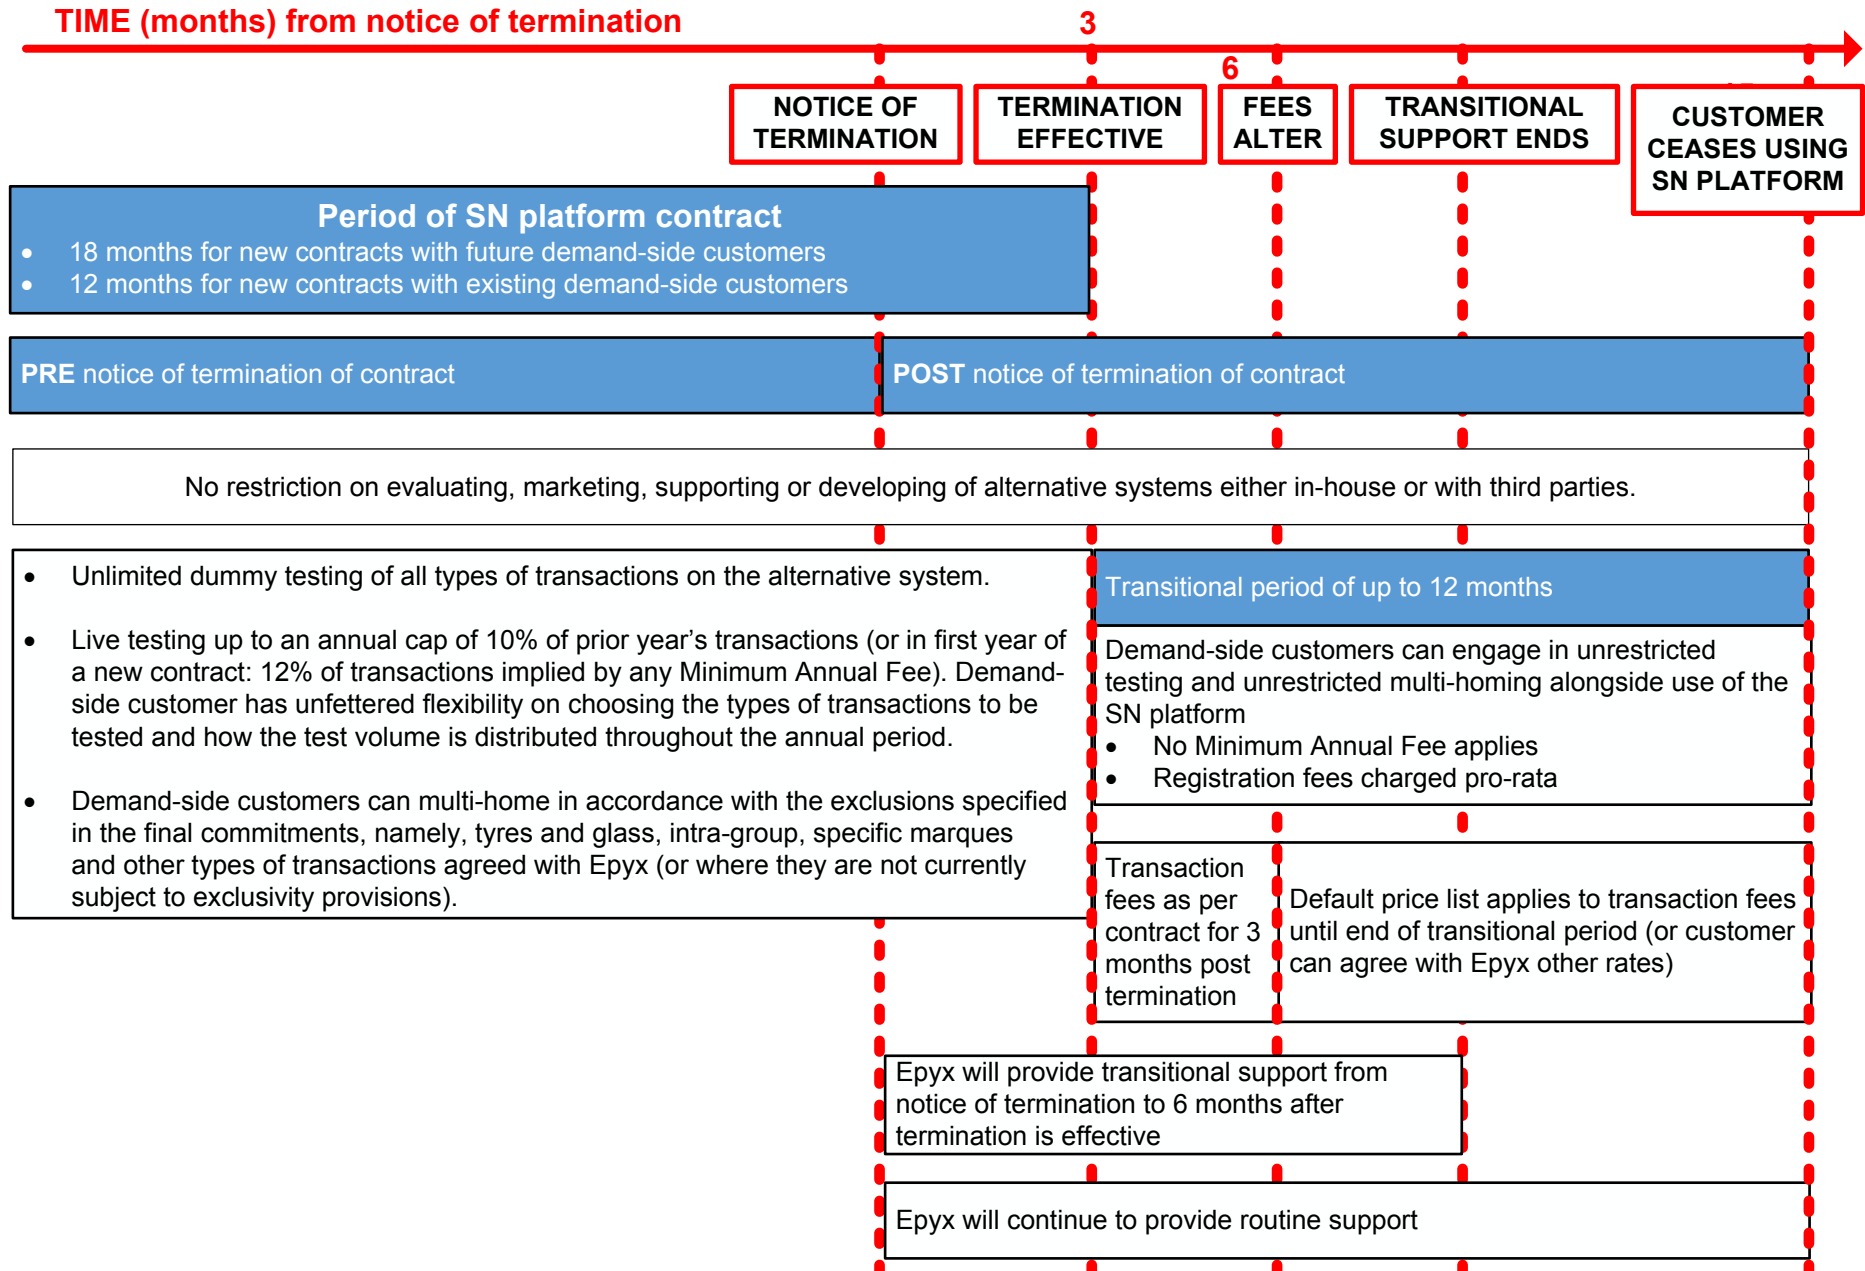 TIME (months) from notice of termination
3
6
NOTICE OF
TERMINATION
TERMINATION
EFFECTIVE
FEES
ALTER
TRANSITIONAL
SUPPORT ENDS
CUSTOMER
CEASES USING
SN PLATFORM
Period of SN platform contract
• 18 months for new contracts with future demand-side customers
• 12 months for new contracts with existing demand-side customers
PRE notice of termination of contract
POST notice of termination of contract
No restriction on evaluating, marketing, supporting or developing of alternative systems either in-house or with third parties.
• Unlimited dummy testing of all types of transactions on the alternative system.
• Live testing up to an annual cap of 10% of prior year’s transactions (or in first year of
a new contract: 12% of transactions implied by any Minimum Annual Fee). Demand-
side customer has unfettered flexibility on choosing the types of transactions to be
tested and how the test volume is distributed throughout the annual period.
• Demand-side customers can multi-home in accordance with the exclusions specified
in the final commitments, namely, tyres and glass, intra-group, specific marques
and other types of transactions agreed with Epyx (or where they are not currently
subject to exclusivity provisions).
Transitional period of up to 12 months
Demand-side customers can engage in unrestricted
testing and unrestricted multi-homing alongside use of the
SN platform
• No Minimum Annual Fee applies
• Registration fees charged pro-rata
Transaction
fees as per
contract for 3
months post
termination
Default price list applies to transaction fees
until end of transitional period (or customer
can agree with Epyx other rates)
Epyx will provide transitional support from
notice of termination to 6 months after
termination is effective
Epyx will continue to provide routine support